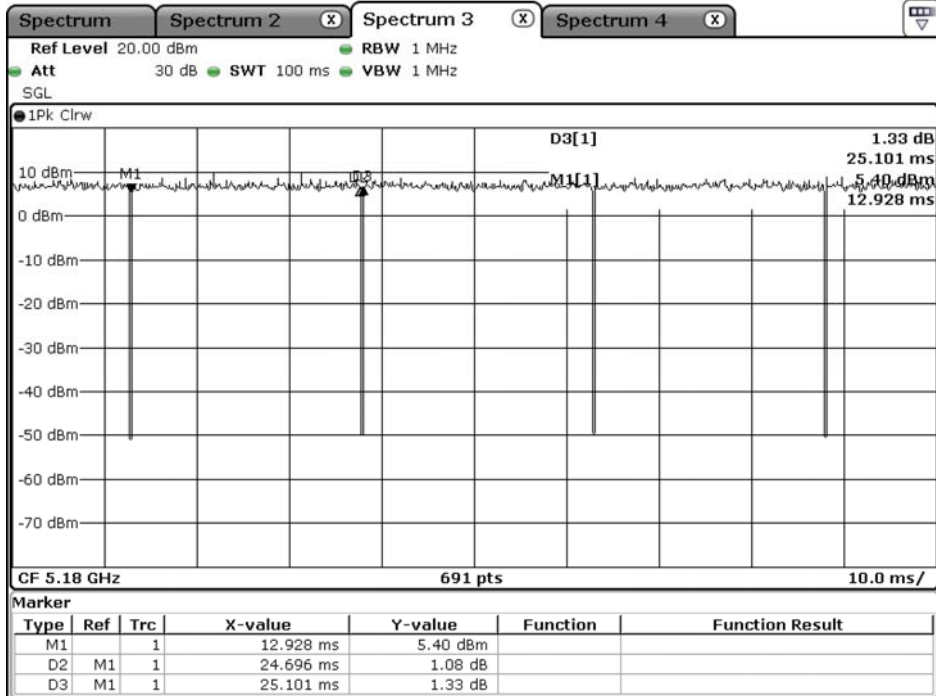 Spectrum Spectrum 2 X Spectrum 3 X Spectrum 4 X
Ref Level 20.00 dBm RBW 1 MHz
Att 30 dB SWT 100 ms VBW 1 MHz
SGL
1Pk Clrw
D3[1] 1.33 dB
25.101 ms
10 dBm M1 D3 M1[1] 5.40 dBm
12.928 ms
0 dBm
-10 dBm
-20 dBm
-30 dBm
-40 dBm
-50 dBm
-60 dBm
-70 dBm
CF 5.18 GHz 691 pts 10.0 ms/
Marker
Type Ref Trc X-value Y-value Function Function Result
M1 1 12.928 ms 5.40 dBm
D2 M1 1 24.696 ms 1.08 dB
D3 M1 1 25.101 ms 1.33 dB